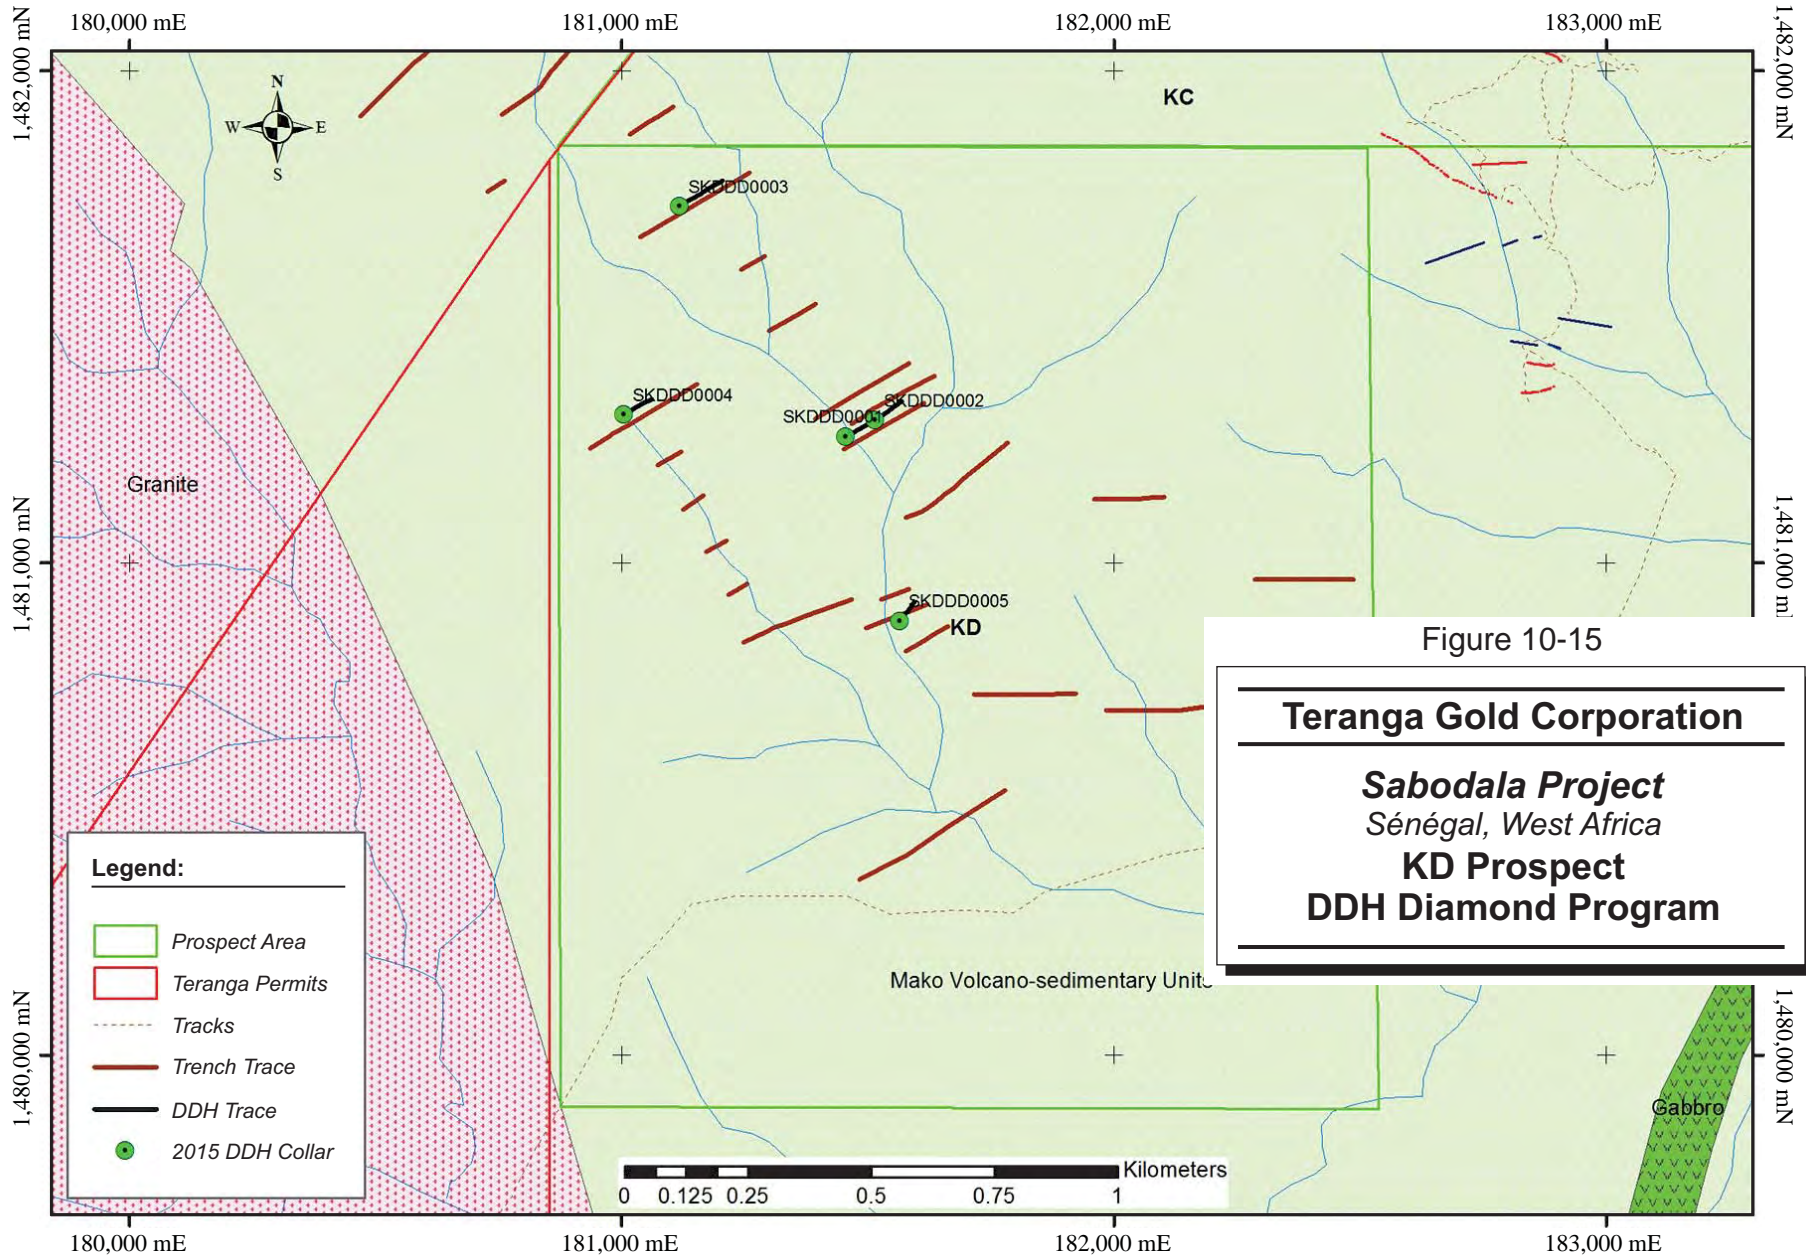 180,000 mE
181,000 mE
182,000 mE
183,000 mE
1,482,000 mN
1,482,000 mN
KC
N
W
E
S
SKDDD0003
SKDDD0004
SKDDD0002
SKDDD0001
Granite
1,481,000 mN
1,481,000
SKDDD0005
KD
Figure 10-15
Teranga Gold Corporation
Sabodala Project
Sénégal, West Africa
KD Prospect
DDH Diamond Program
Legend:
Prospect Area
Teranga Permits
Tracks
Trench Trace
DDH Trace
2015 DDH Collar
Mako Volcano-sedimentary Units
1,480,000 mN
1,480,000 mN
Gabbro
Kilometers
0 0.125 0.25 0.5 0.75 1
180,000 mE
181,000 mE
182,000 mE
183,000 mE